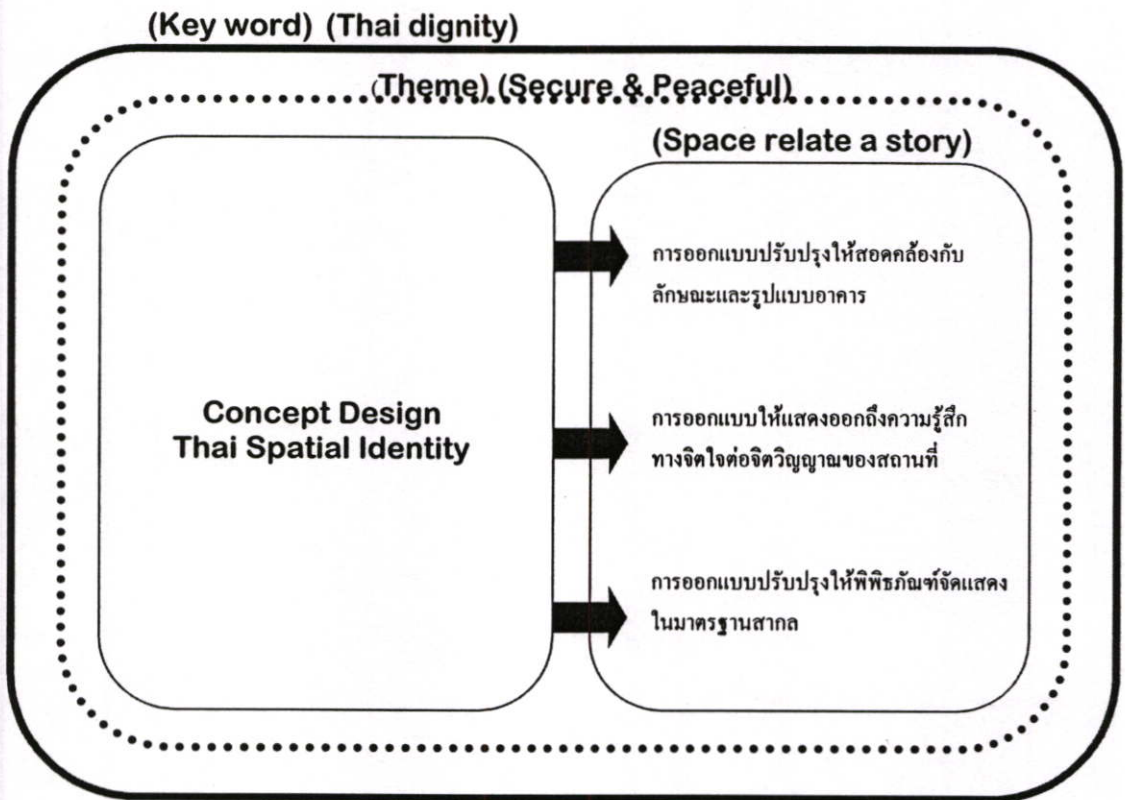 (Key word) (Thai dignity)
(Theme) (Secure & Peaceful)
(Space relate a story)
การออกแบบปรับปรุงให้สอดคล้องกับ
ลักษณะและรูปแบบอาคาร
Concept Design
Thai Spatial Identity
การออกแบบให้แสดงออกถึงความรู้สึก
ทางจิตใจต่อจิตวิญญาณของสถานที่
การออกแบบปรับปรุงให้พิพิธภัณฑ์จัดแสดง
ในมาตรฐานสากล